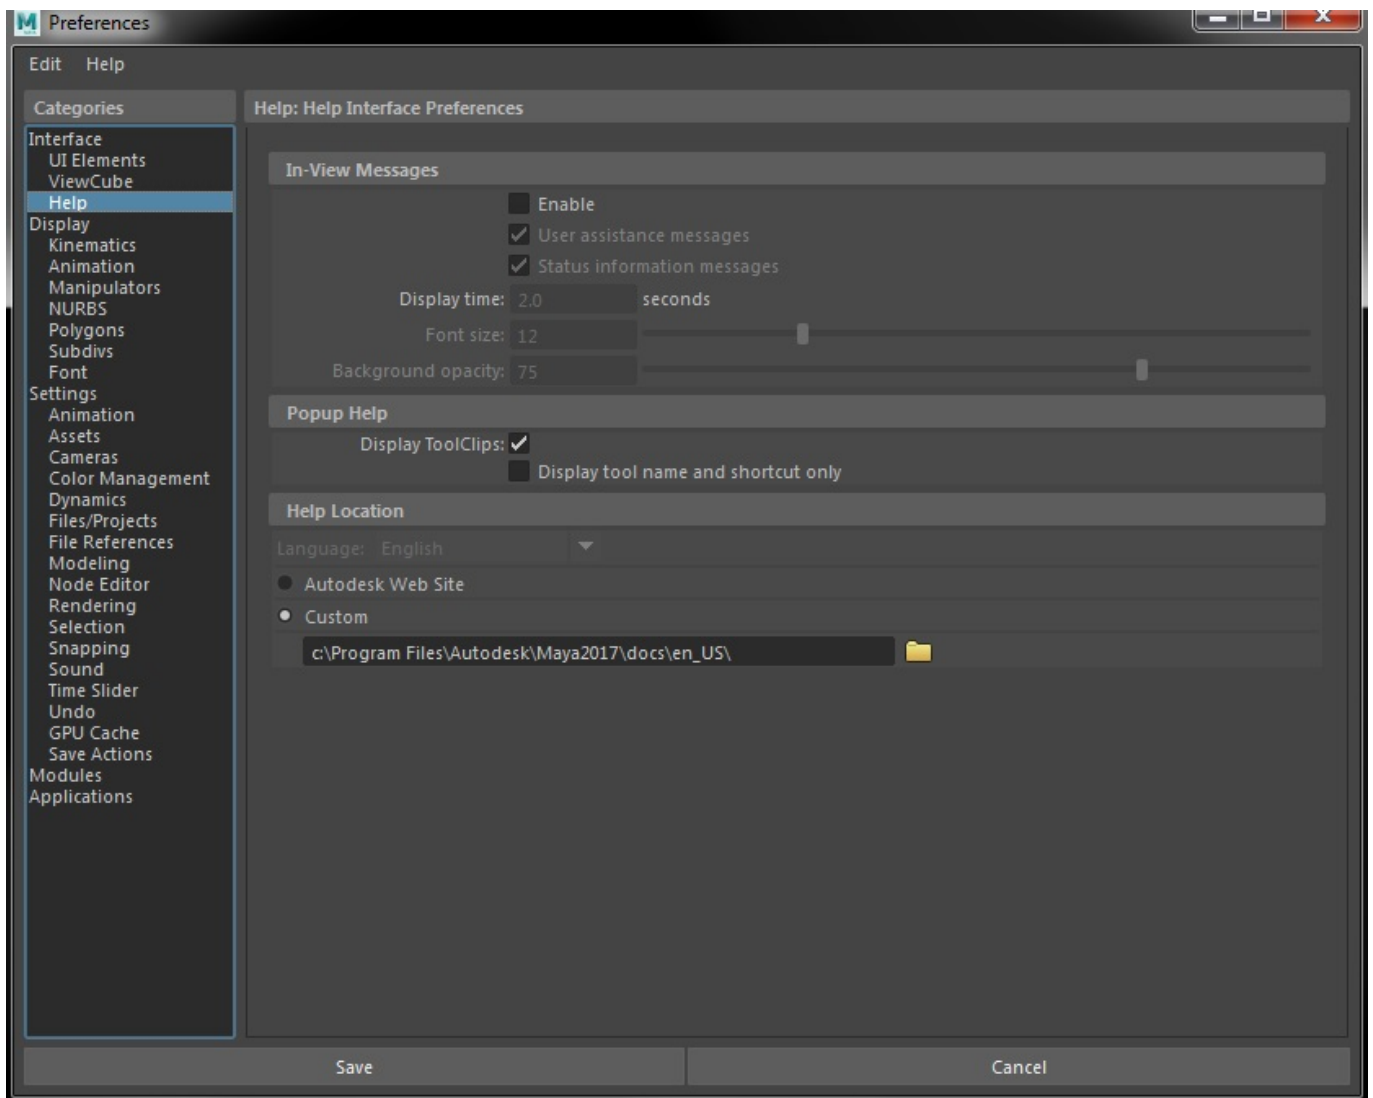 Preferences
Edit Help
Categories
Interface
UI Elements
ViewCube
Help
Display
Kinematics
Animation
Manipulators
NURBS
Polygons
Subdivs
Font
Settings
Animation
Assets
Cameras
Color Management
Dynamics
Files/Projects
File References
Modeling
Node Editor
Rendering
Selection
Snapping
Sound
Time Slider
Undo
GPU Cache
Save Actions
Modules
Applications
Help: Help Interface Preferences
In-View Messages
Enable
User assistance messages
Status information messages
Display time: 2.0 seconds
Font size: 12
Background opacity: 75
Popup Help
Display ToolClips:
Display tool name and shortcut only
Help Location
Language: English
Autodesk Web Site
Custom
c:\Program Files\Autodesk\Maya2017\docs\en_US\
Save Cancel